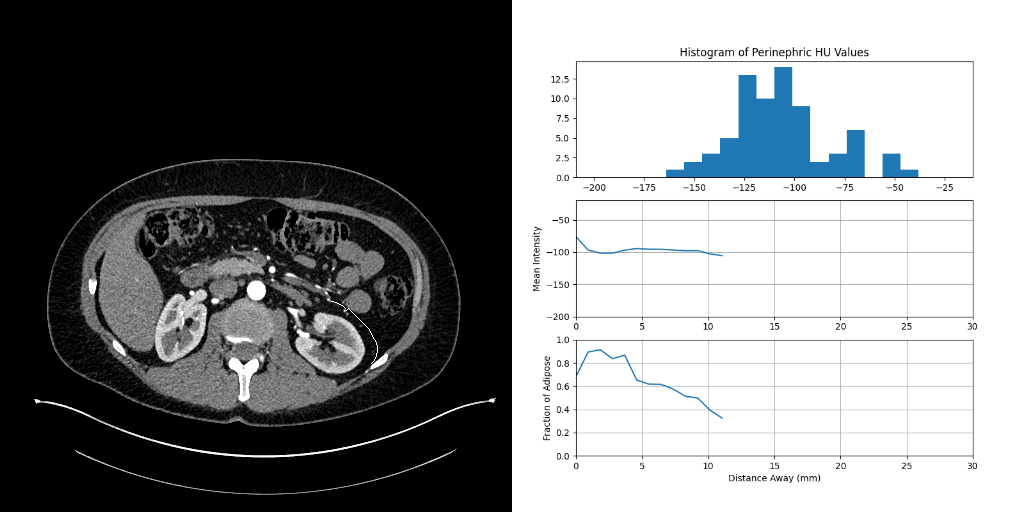 Histogram of Perinephric HU Values
12.5
10.0
7.5
5.0
2.5
0.0
−200 −175 −150 −125 −100 −75 −50 −25
Mean Intensity
−50
−100
−150
−200
0 5 10 15 20 25 30
Fraction of Adipose
1.0
0.8
0.6
0.4
0.2
0.0
0 5 10 15 20 25 30
Distance Away (mm)